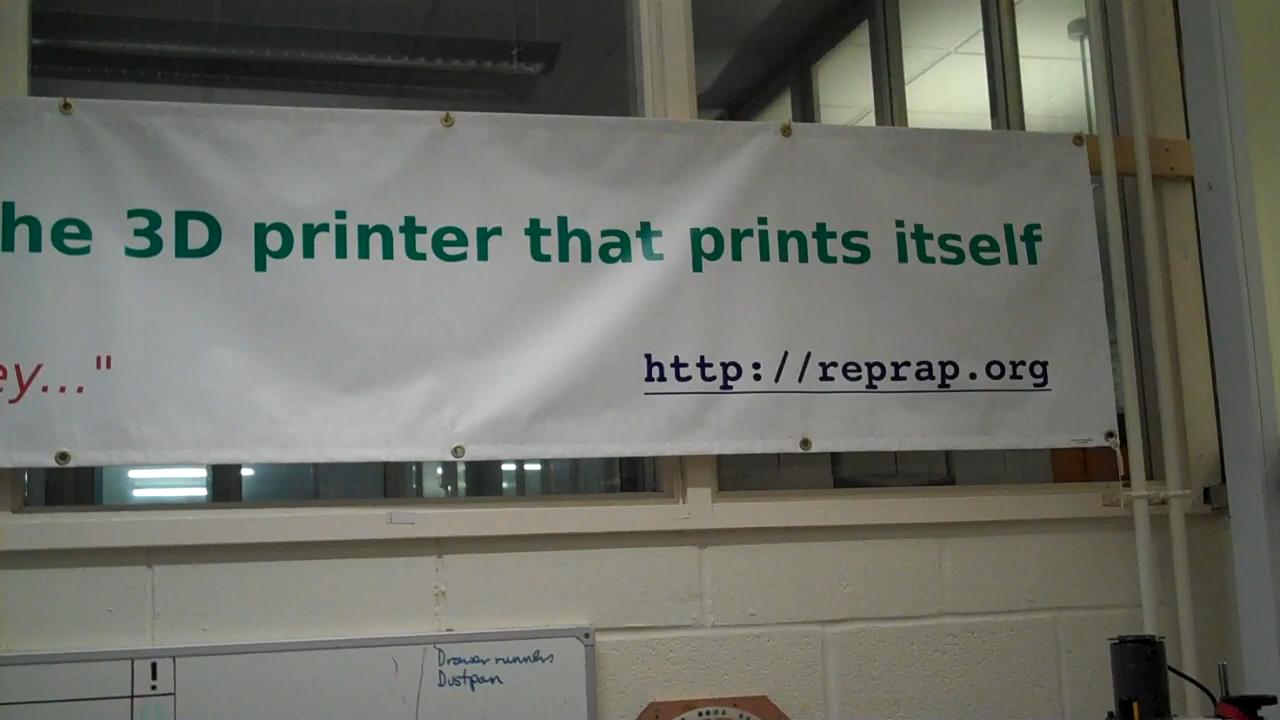 he 3D printer that prints itself
ey..."
http://reprap.org
!
Drawer runners
Dustpan